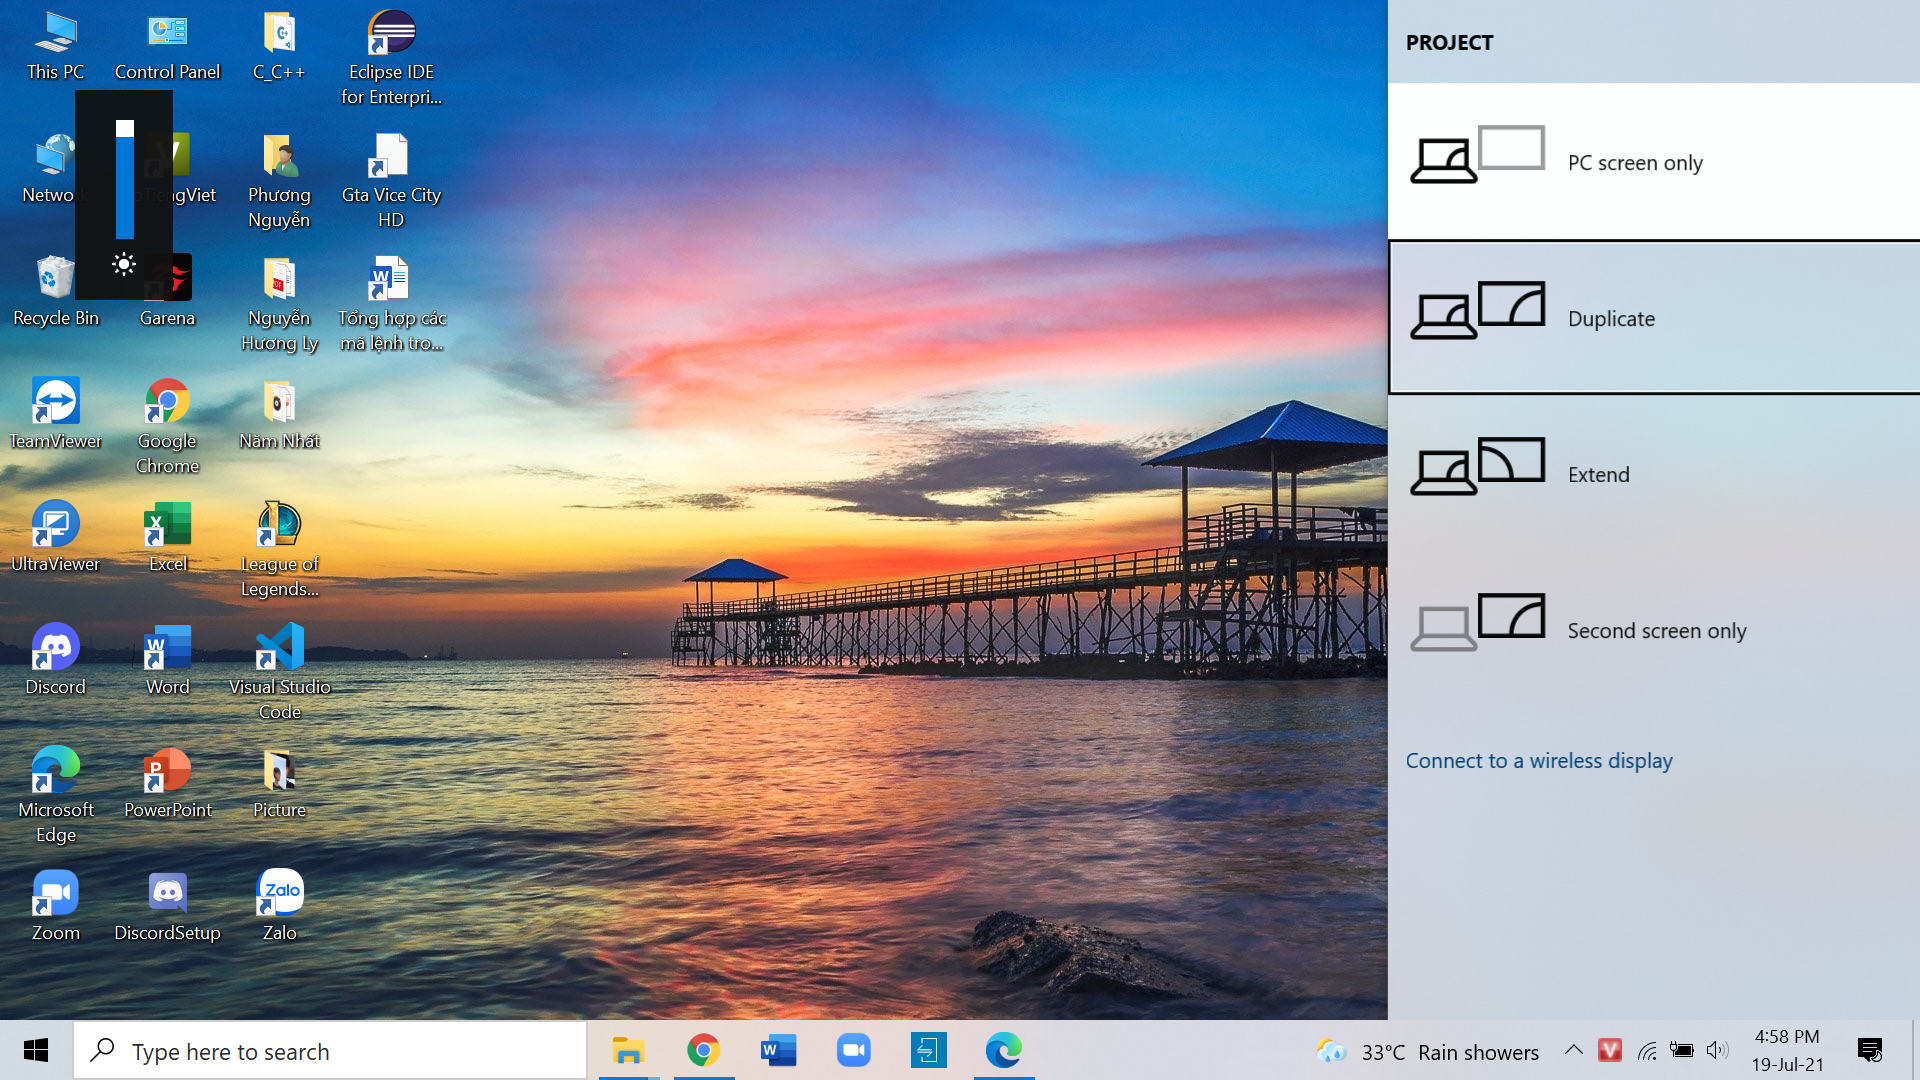 This PC
Control Panel
C_C++
Eclipse IDE
for Enterpri...
Networ
TiengViet
Phương
Nguyễn
Gta Vice City
HD
Recycle Bin
Garena
Nguyễn
Hương Ly
Tổng hợp các
mã lệnh tro...
TeamViewer
Google
Chrome
Năm Nhất
UltraViewer
Excel
League of
Legends...
Discord
Word
Visual Studio
Code
Microsoft
Edge
PowerPoint
Picture
Zoom
DiscordSetup
Zalo
Zalo
PROJECT
PC screen only
Duplicate
Extend
Second screen only
Connect to a wireless display
Type here to search
33°C Rain showers
4:58 PM
19-Jul-21